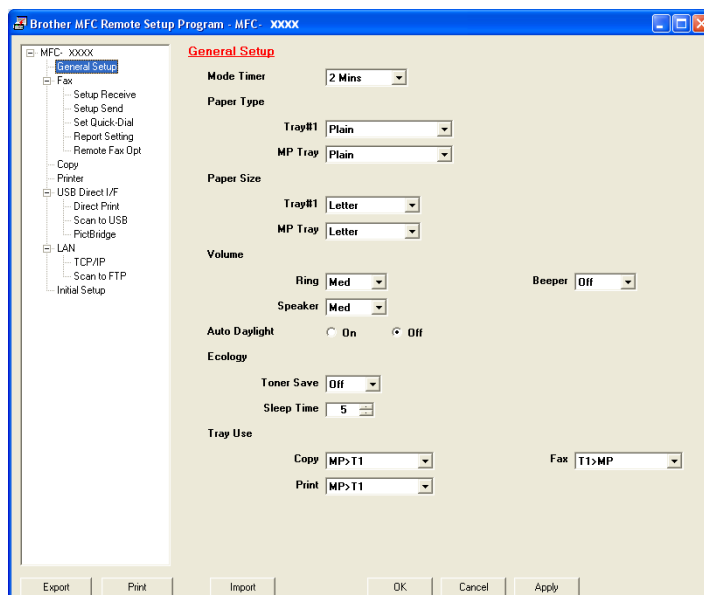 Brother MFC Remote Setup Program - MFC- XXXX
MFC- XXXX
General Setup
Fax
Setup Receive
Setup Send
Set Quick-Dial
Report Setting
Remote Fax Opt
Copy
Printer
USB Direct I/F
Direct Print
Scan to USB
PictBridge
LAN
TCP/IP
Scan to FTP
Initial Setup
General Setup
Mode Timer 2 Mins
Paper Type
Tray#1 Plain
MP Tray Plain
Paper Size
Tray#1 Letter
MP Tray Letter
Volume
Ring Med Beeper Off
Speaker Med
Auto Daylight On Off
Ecology
Toner Save Off
Sleep Time 5
Tray Use
Copy MP>T1 Fax T1>MP
Print MP>T1
Export Print Import OK Cancel Apply